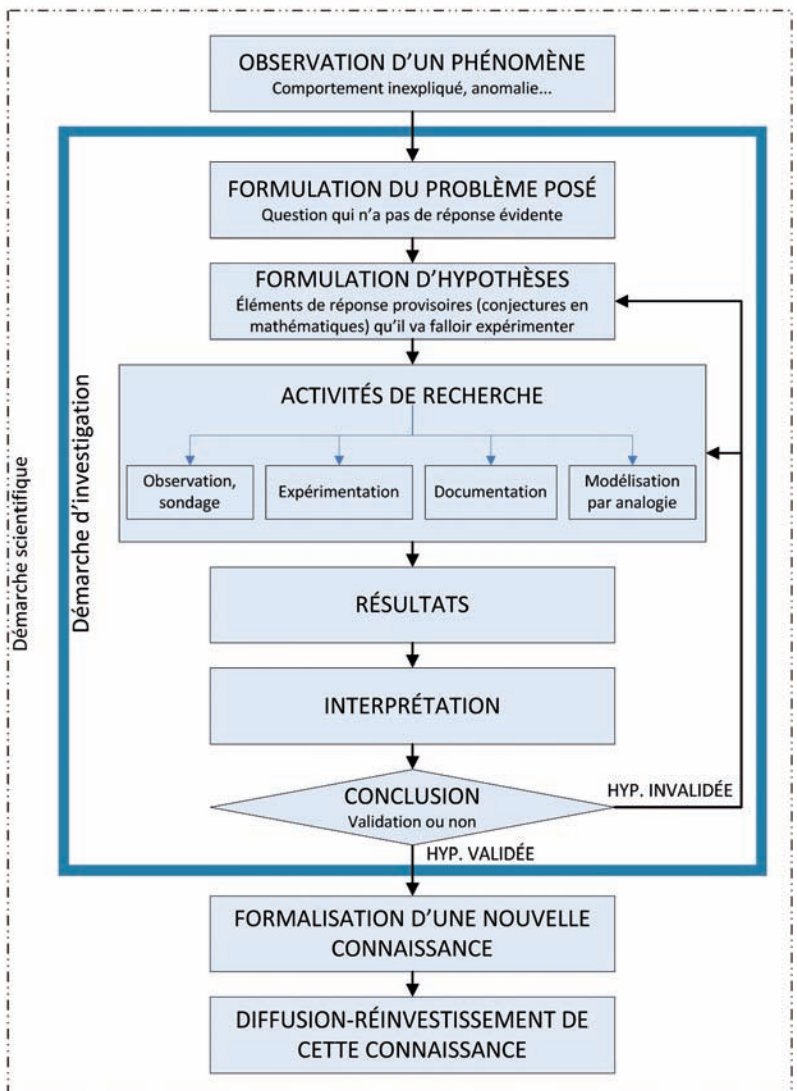 OBSERVATION D'UN PHÉNOMÈNE
Comportement inexpliqué, anomalie...
FORMULATION DU PROBLÈME POSÉ
Question qui n'a pas de réponse évidente
FORMULATION D'HYPOTHÈSES
Éléments de réponse provisoires (conjectures en
mathématiques) qu'il va falloir expérimenter
ACTIVITÉS DE RECHERCHE
Observation,
sondage
Expérimentation
Documentation
Modélisation
par analogie
Démarche scientifique
Démarche d'investigation
RÉSULTATS
INTERPRÉTATION
CONCLUSION
Validation ou non
HYP. INVALIDÉE
HYP. VALIDÉE
FORMALISATION D'UNE NOUVELLE
CONNAISSANCE
DIFFUSION-RÉINVESTISSEMENT DE
CETTE CONNAISSANCE